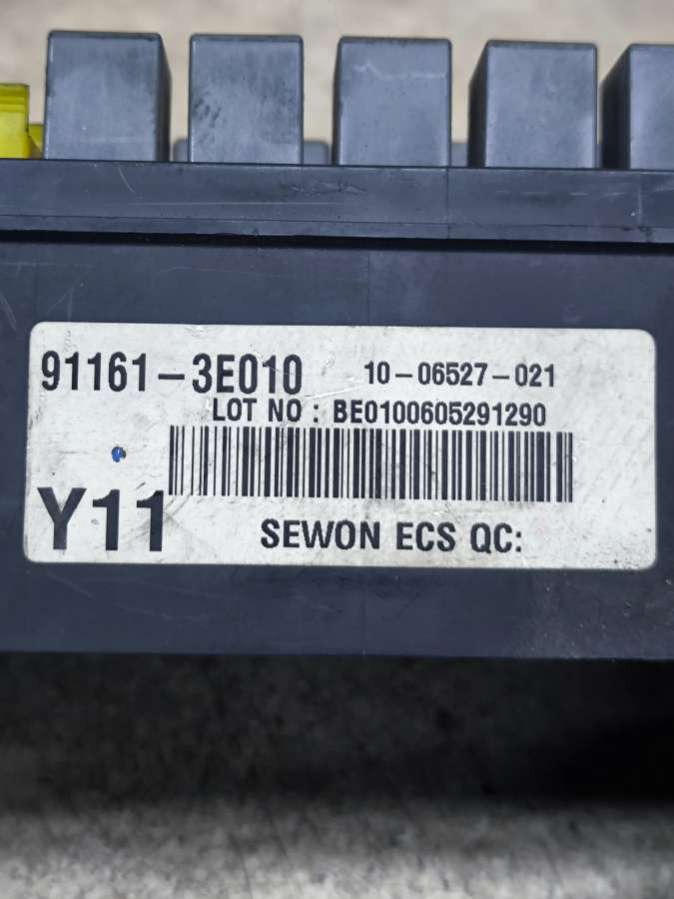 91161-3E010 10-06527-021
LOT NO : BE0100605291290
Y11
SEWON ECS QC: